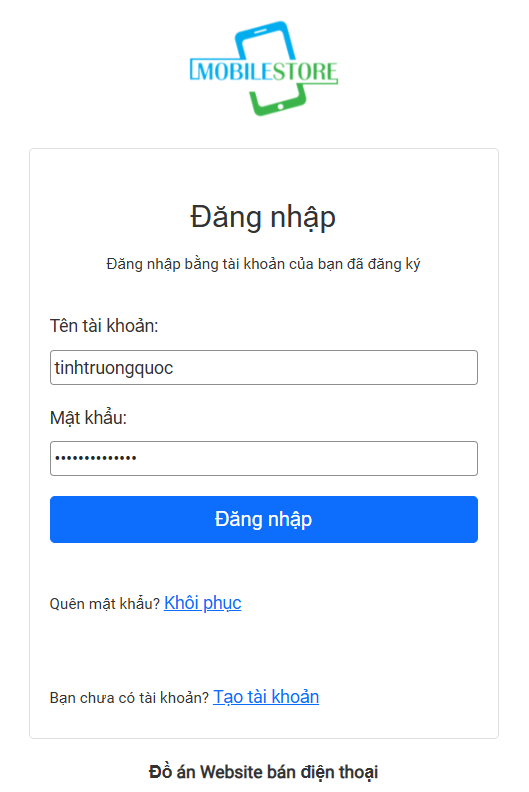 MOBILESTORE
Đăng nhập
Đăng nhập bằng tài khoản của bạn đã đăng ký
Tên tài khoản:
tinhtruongquoc
Mật khẩu:
••••••••••••••
Đăng nhập
Quên mật khẩu? Khôi phục
Bạn chưa có tài khoản? Tạo tài khoản
Đồ án Website bán điện thoại